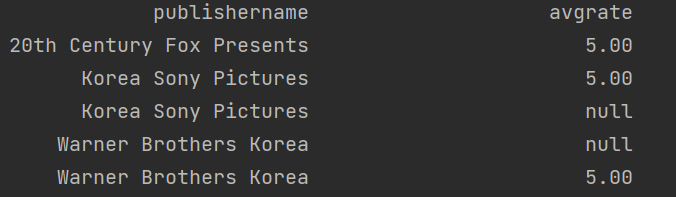 publishername avgrate
20th Century Fox Presents 5.00
Korea Sony Pictures 5.00
Korea Sony Pictures null
Warner Brothers Korea null
Warner Brothers Korea 5.00